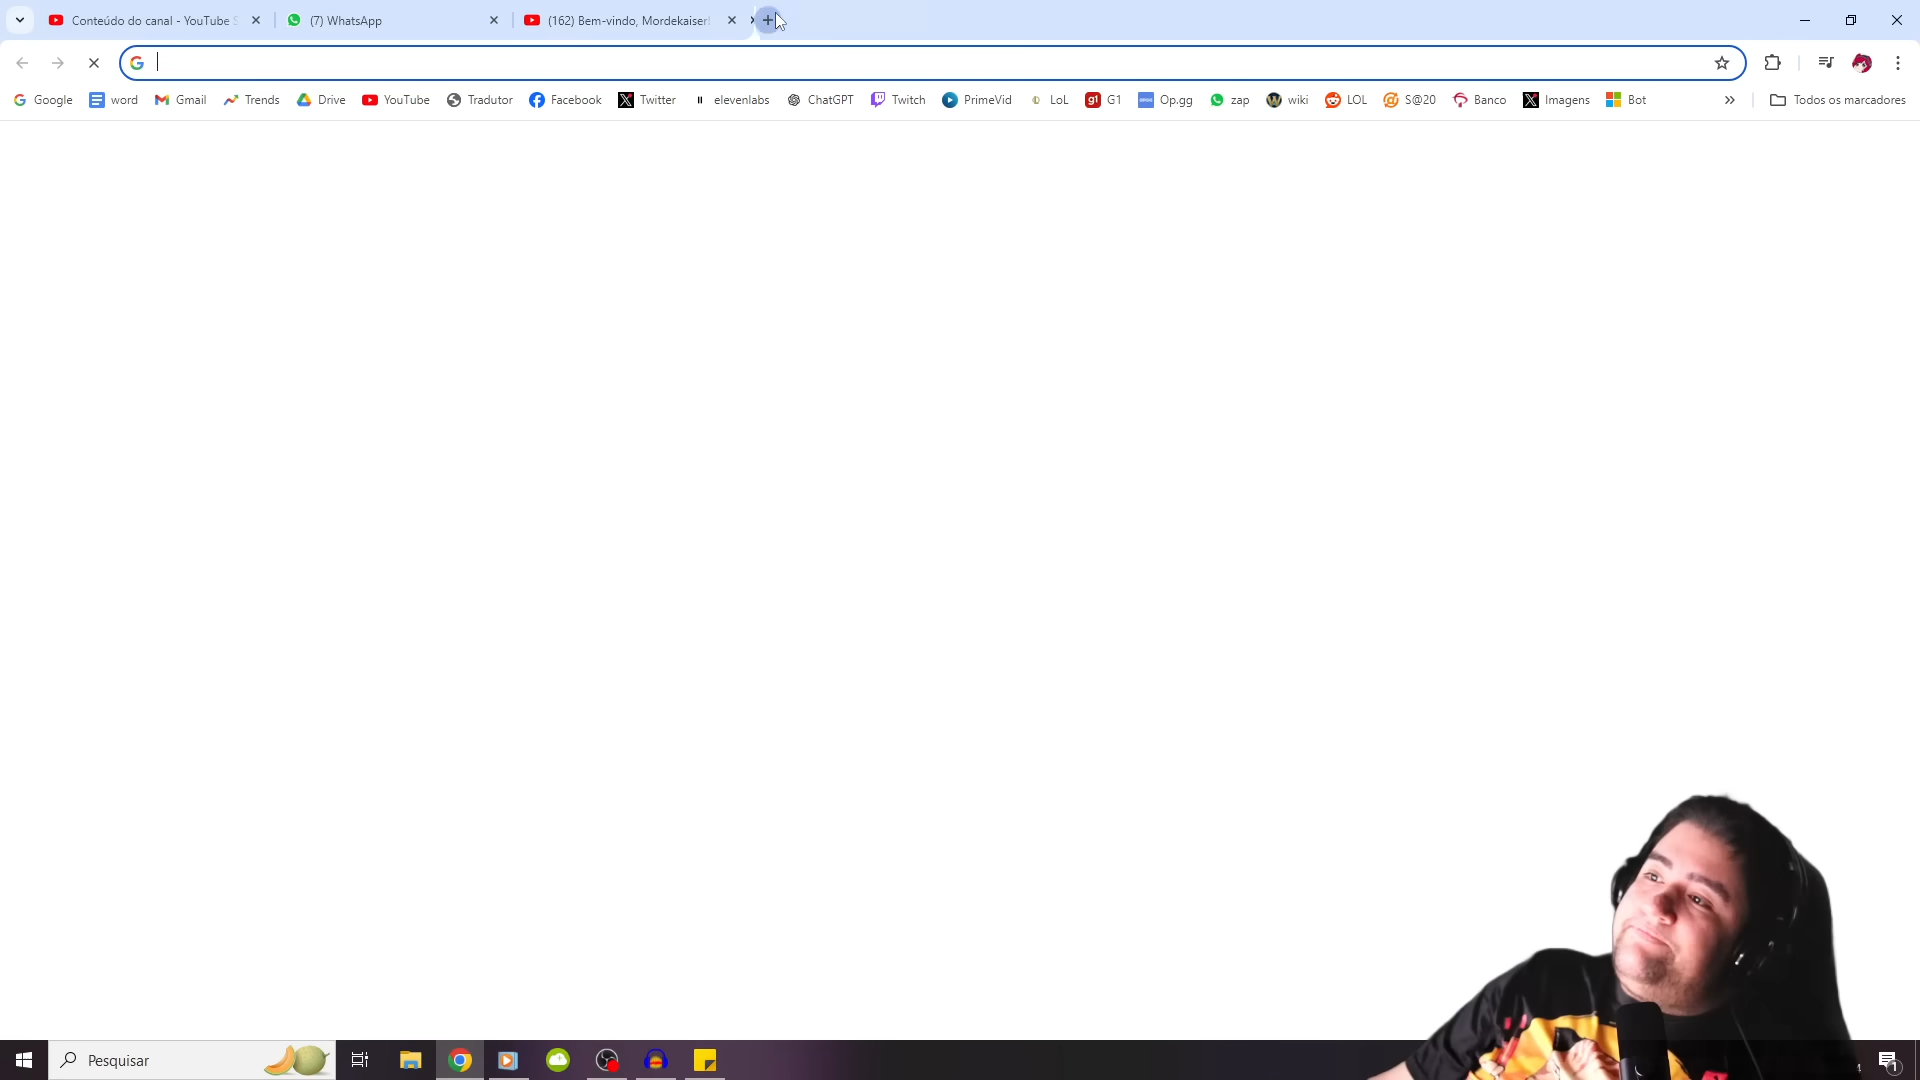 Conteúdo do canal - YouTube S
(7) WhatsApp
(162) Bem-vindo, Mordekaiser!
Google
word
Gmail
Trends
Drive
YouTube
Tradutor
Facebook
Twitter
elevenlabs
ChatGPT
Twitch
PrimeVid
LoL
G1
Op.gg
zap
wiki
LOL
S@20
Banco
Imagens
Bot
Todos os marcadores
Pesquisar
1